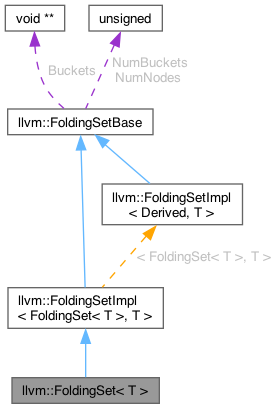 void **
unsigned
Buckets
NumBuckets
NumNodes
llvm::FoldingSetBase
llvm::FoldingSetImpl
< Derived, T >
< FoldingSet< T >, T >
llvm::FoldingSetImpl
< FoldingSet< T >, T >
llvm::FoldingSet< T >